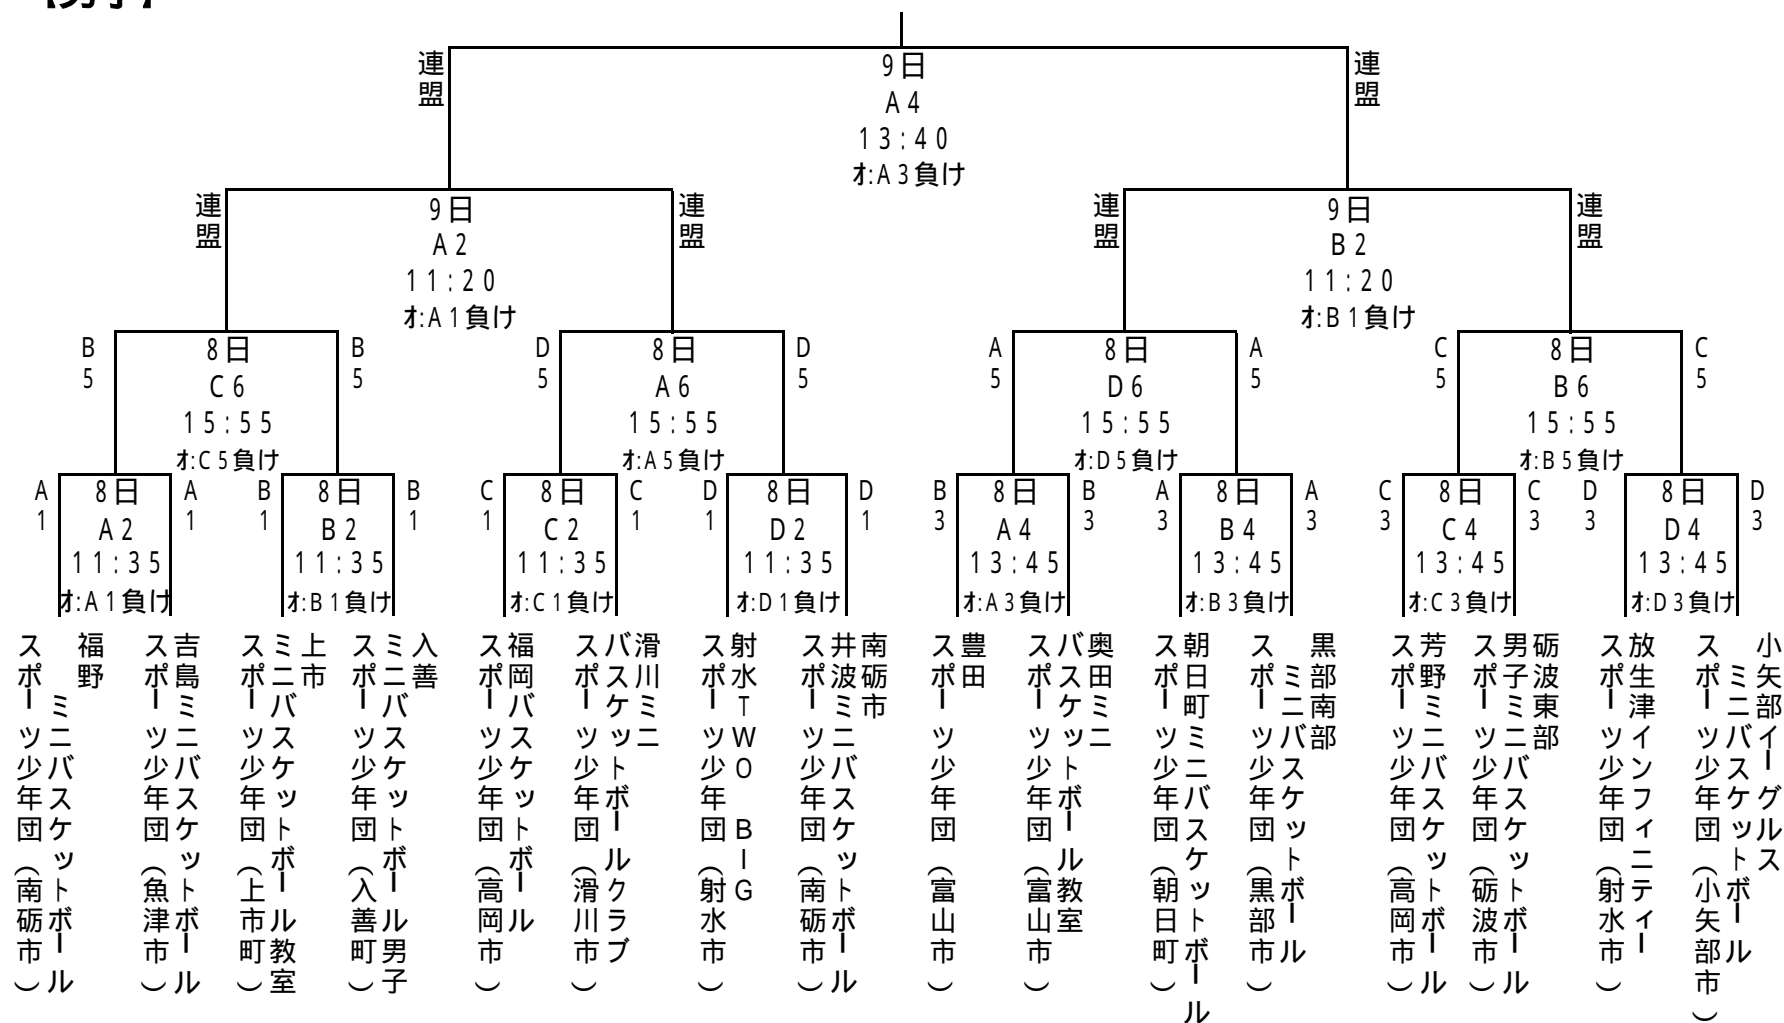 連盟
9日
A4
13:40
オ:A3負け
連盟
連盟
9日
A2
11:20
オ:A1負け
連盟
連盟
9日
B2
11:20
オ:B1負け
連盟
B5
8日
C6
15:55
オ:C5負け
B5
D5
8日
A6
15:55
オ:A5負け
D5
A5
8日
D6
15:55
オ:D5負け
A5
C5
8日
B6
15:55
オ:B5負け
C5
A1
8日
A2
11:35
オ:A1負け
A1
B1
8日
B2
11:35
オ:B1負け
B1
C1
8日
C2
11:35
オ:C1負け
C1
D1
8日
D2
11:35
オ:D1負け
D1
B3
8日
A4
13:45
オ:A3負け
B3
A3
8日
B4
13:45
オ:B3負け
A3
C3
8日
C4
13:45
オ:C3負け
C3
D3
8日
D4
13:45
オ:D3負け
D3
福野
ミニバスケットボール
スポーツ少年団(南砺市)
吉島ミニバスケットボール
スポーツ少年団(魚津市)
上市
ミニバスケットボール教室
スポーツ少年団(上市町)
入善
ミニバスケットボール男子
スポーツ少年団(入善町)
福岡バスケットボール
スポーツ少年団(高岡市)
滑川ミニ
バスケットボールクラブ
スポーツ少年団(滑川市)
射水TWO BIG
スポーツ少年団(射水市)
南砺市
井波ミニバスケットボール
スポーツ少年団(南砺市)
豊田
スポーツ少年団(富山市)
奥田ミニ
バスケットボール教室
スポーツ少年団(富山市)
朝日町ミニバスケットボール
スポーツ少年団(朝日町)
黒部南部
ミニバスケットボール
スポーツ少年団(黒部市)
芳野ミニバスケットボール
スポーツ少年団(高岡市)
砺波東部
男子ミニバスケットボール
スポーツ少年団(砺波市)
放生津インフィニティー
スポーツ少年団(射水市)
小矢部イーグルス
ミニバスケットボール
スポーツ少年団(小矢部市)